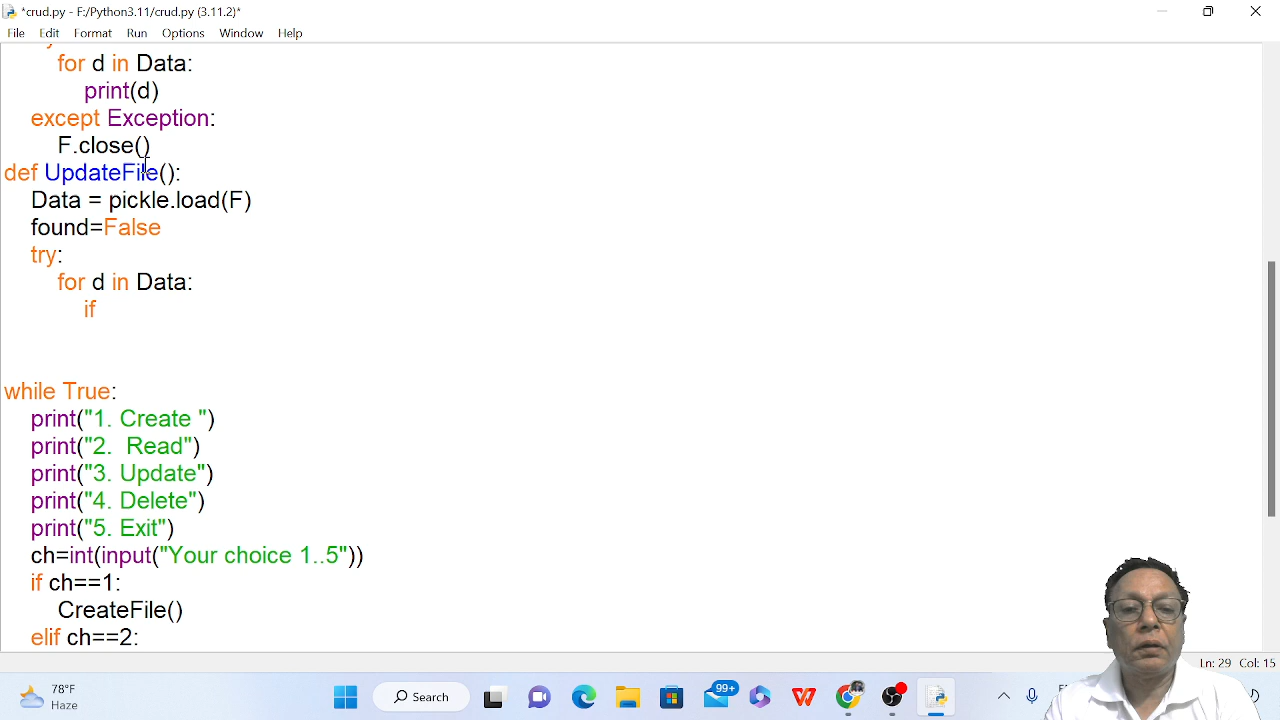 *crud.py - F:/Python3.11/crud.py (3.11.2)*
File Edit Format Run Options Window Help
for d in Data:
print(d)
except Exception:
F.close()
def UpdateFile():
Data = pickle.load(F)
found=False
try:
for d in Data:
if
while True:
print("1. Create ")
print("2.  Read")
print("3. Update")
print("4. Delete")
print("5. Exit")
ch=int(input("Your choice 1..5"))
if ch==1:
CreateFile()
elif ch==2:
Ln: 29 Col: 15
78°F
Haze
Search
99+